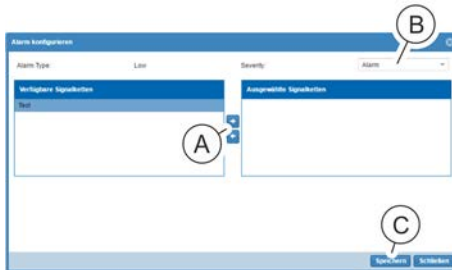 B
Alarm konfigurieren
Alarm Type: Low Severity: Alarm
Verfügbare Signalketten Ausgewählte Signalketten
Test
A
C
Speichern Schließen